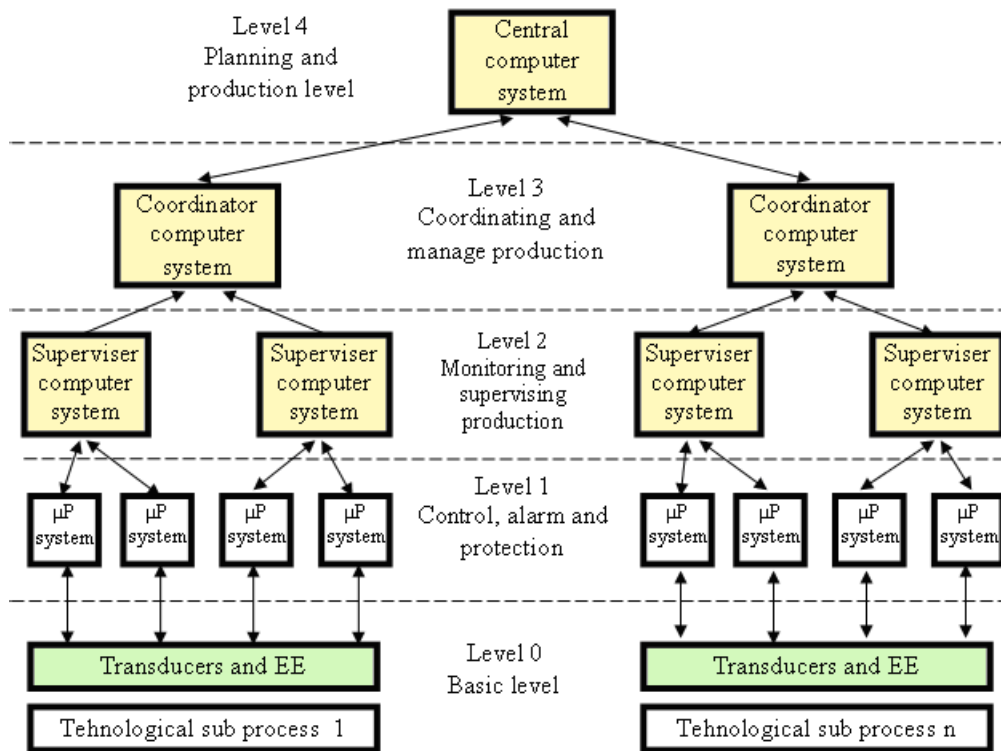 Level 4
Planning and
production level
Central
computer
system
Coordinator
computer
system
Level 3
Coordinating and
manage production
Coordinator
computer
system
Superviser
computer
system
Superviser
computer
system
Level 2
Monitoring and
supervising
production
Superviser
computer
system
Superviser
computer
system
µP
system
µP
system
µP
system
µP
system
Level 1
Control, alarm and
protection
µP
system
µP
system
µP
system
µP
system
Transducers and EE
Level 0
Basic level
Transducers and EE
Tehnological sub process 1
Tehnological sub process n